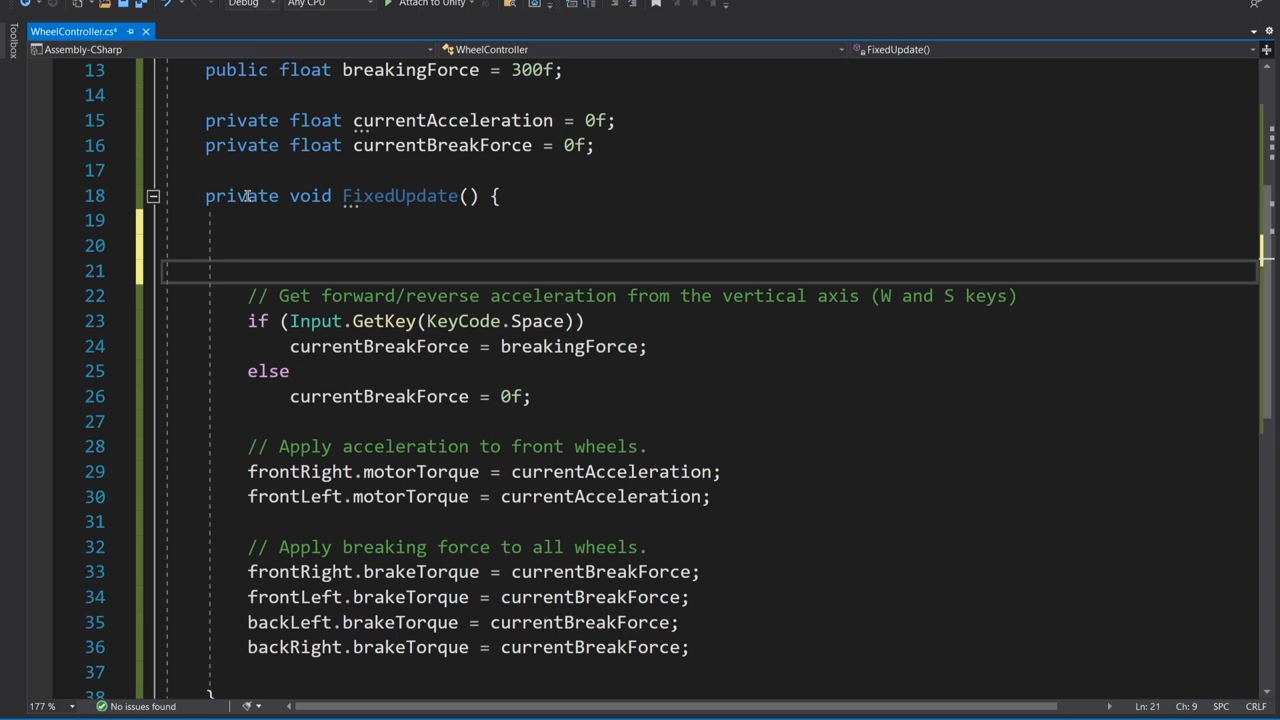 Debug
Any CPU
Attach to Unity
Toolbox
WheelController.cs*
Assembly-CSharp
WheelController
FixedUpdate()
13 public float breakingForce = 300f;
14
15 private float currentAcceleration = 0f;
16 private float currentBreakForce = 0f;
17
18 private void FixedUpdate() {
19
20
21
22 // Get forward/reverse acceleration from the vertical axis (W and S keys)
23 if (Input.GetKey(KeyCode.Space))
24 currentBreakForce = breakingForce;
25 else
26 currentBreakForce = 0f;
27
28 // Apply acceleration to front wheels.
29 frontRight.motorTorque = currentAcceleration;
30 frontLeft.motorTorque = currentAcceleration;
31
32 // Apply breaking force to all wheels.
33 frontRight.brakeTorque = currentBreakForce;
34 frontLeft.brakeTorque = currentBreakForce;
35 backLeft.brakeTorque = currentBreakForce;
36 backRight.brakeTorque = currentBreakForce;
37
38 }
177 %
No issues found
Ln: 21 Ch: 9 SPC CRLF